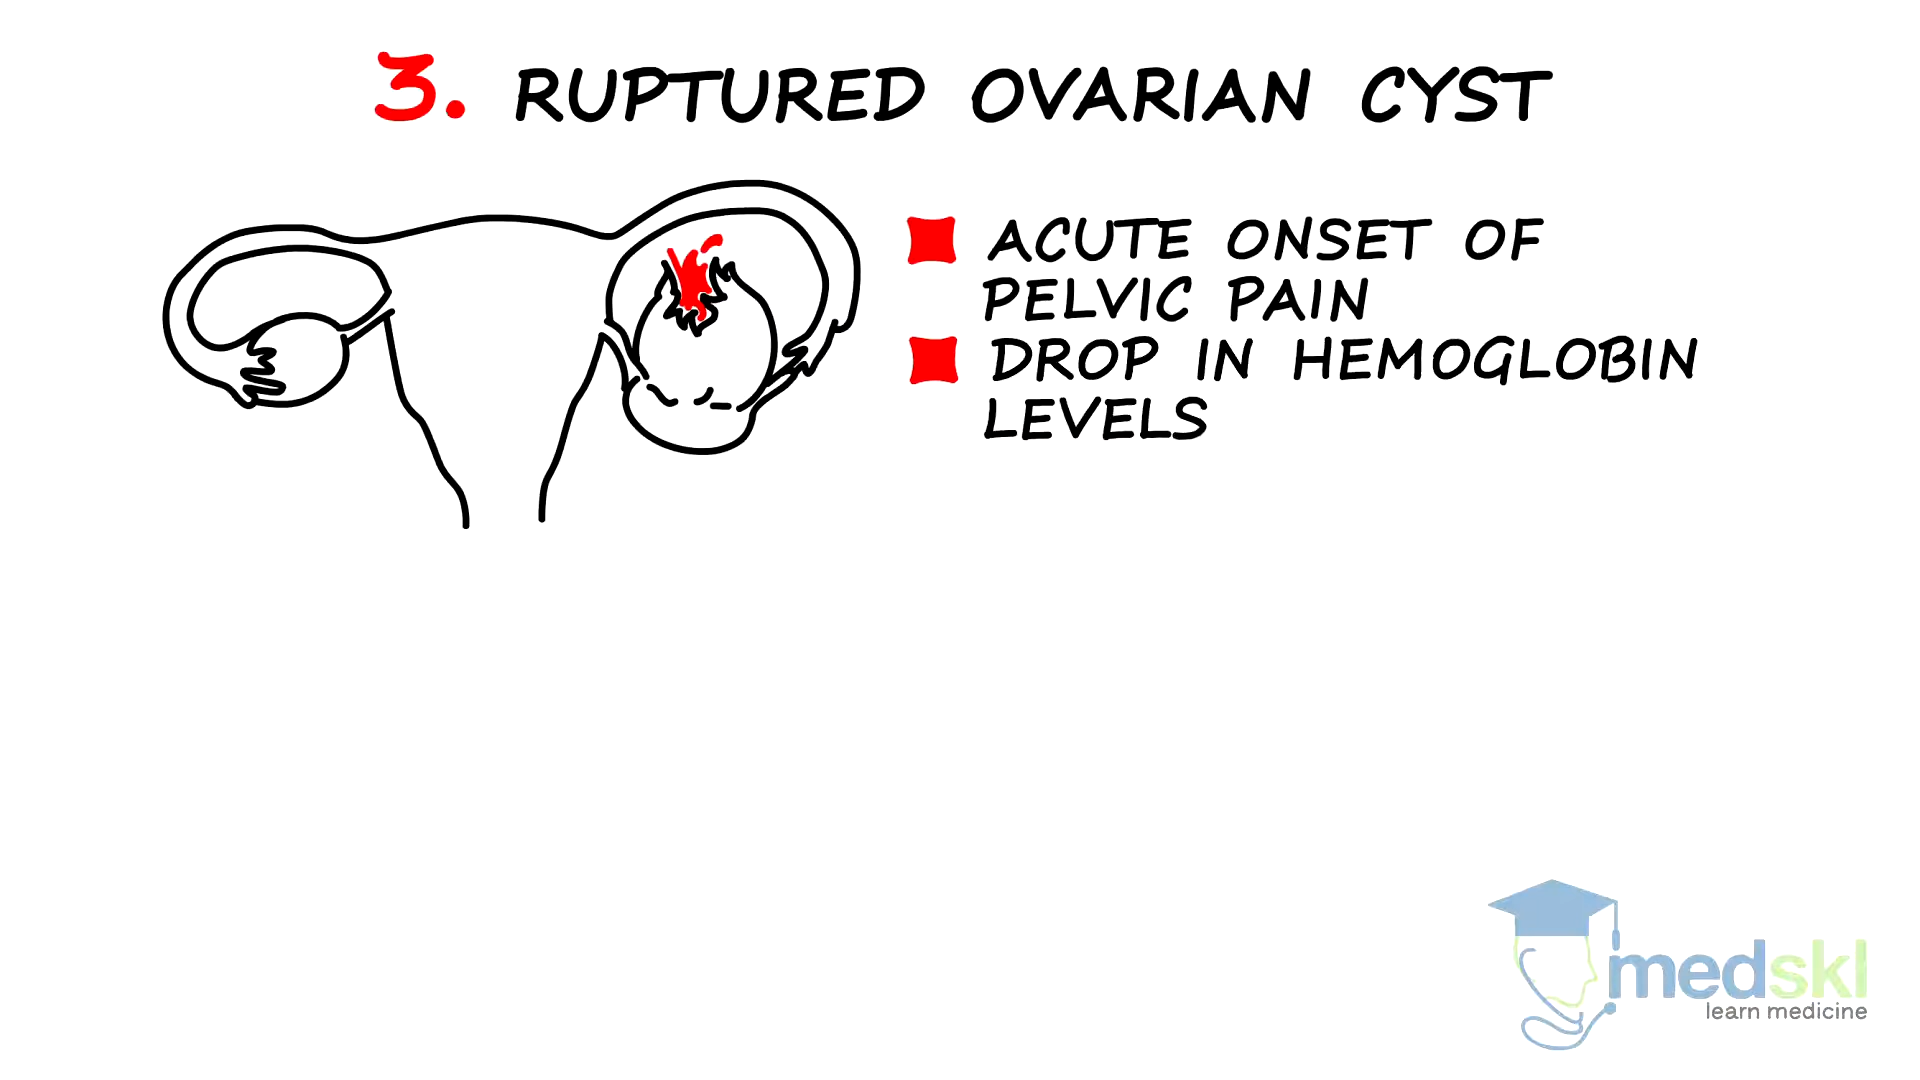 3. RUPTURED OVARIAN CYST
ACUTE ONSET OF
PELVIC PAIN
DROP IN HEMOGLOBIN
LEVELS
medskl
learn medicine